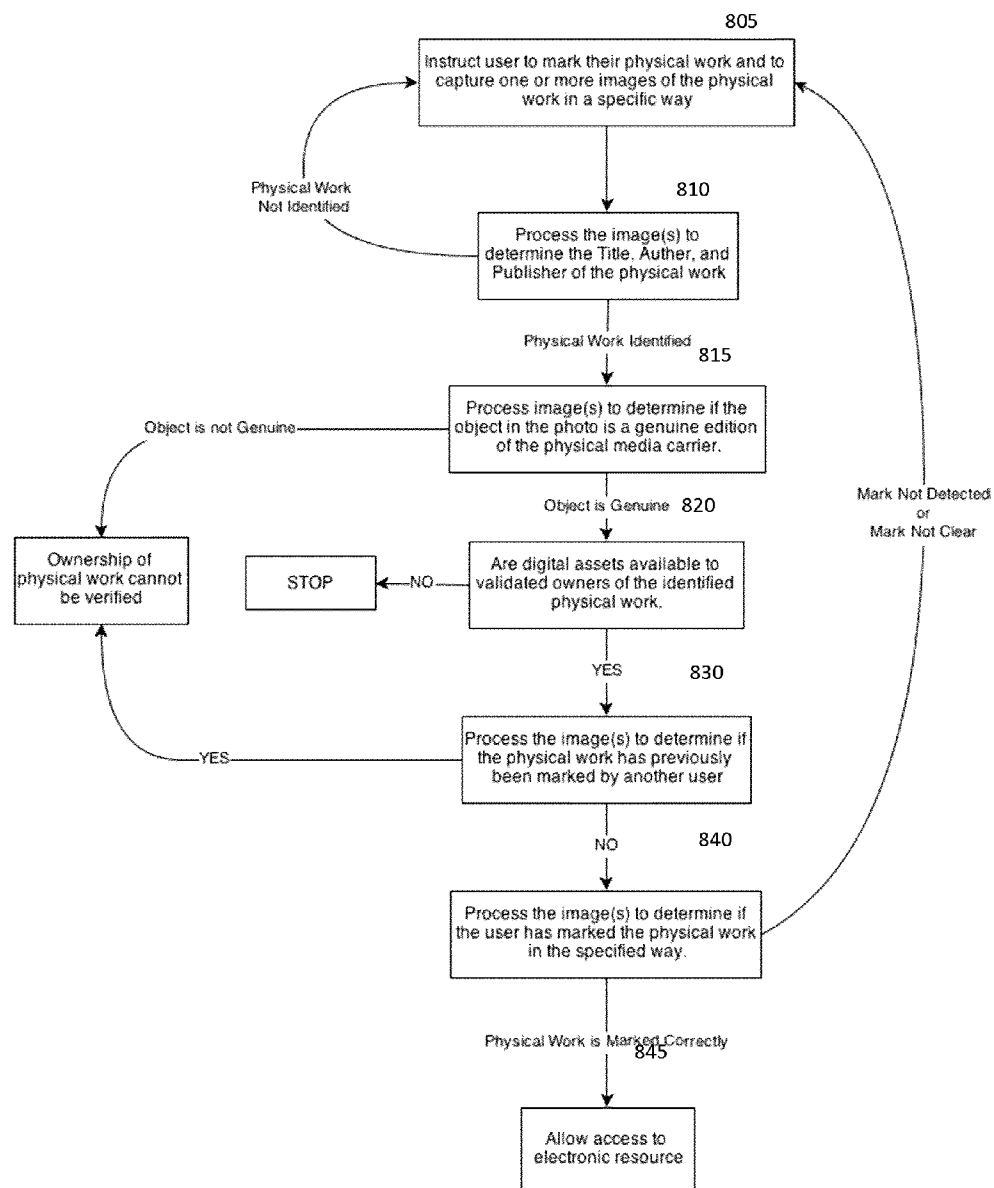 805
Instruct user to mark their physical work and to
capture one or more images of the physical
work in a specific way
Physical Work
Not Identified
810
Process the image(s) to
determine the Title, Auther, and
Publisher of the physical work
Physical Work Identified
815
Process image(s) to determine if the
object in the photo is a genuine edition
of the physical media carrier.
Object is not Genuine
Object is Genuine
820
Mark Not Detected
or
Mark Not Clear
Ownership of
physical work cannot
be verified
STOP
NO
Are digital assets available to
validated owners of the identified
physical work.
YES
830
Process the image(s) to determine if
the physical work has previously
been marked by another user
YES
NO
840
Process the image(s) to determine if
the user has marked the physical work
in the specified way.
Physical Work is Marked Correctly
845
Allow access to
electronic resource